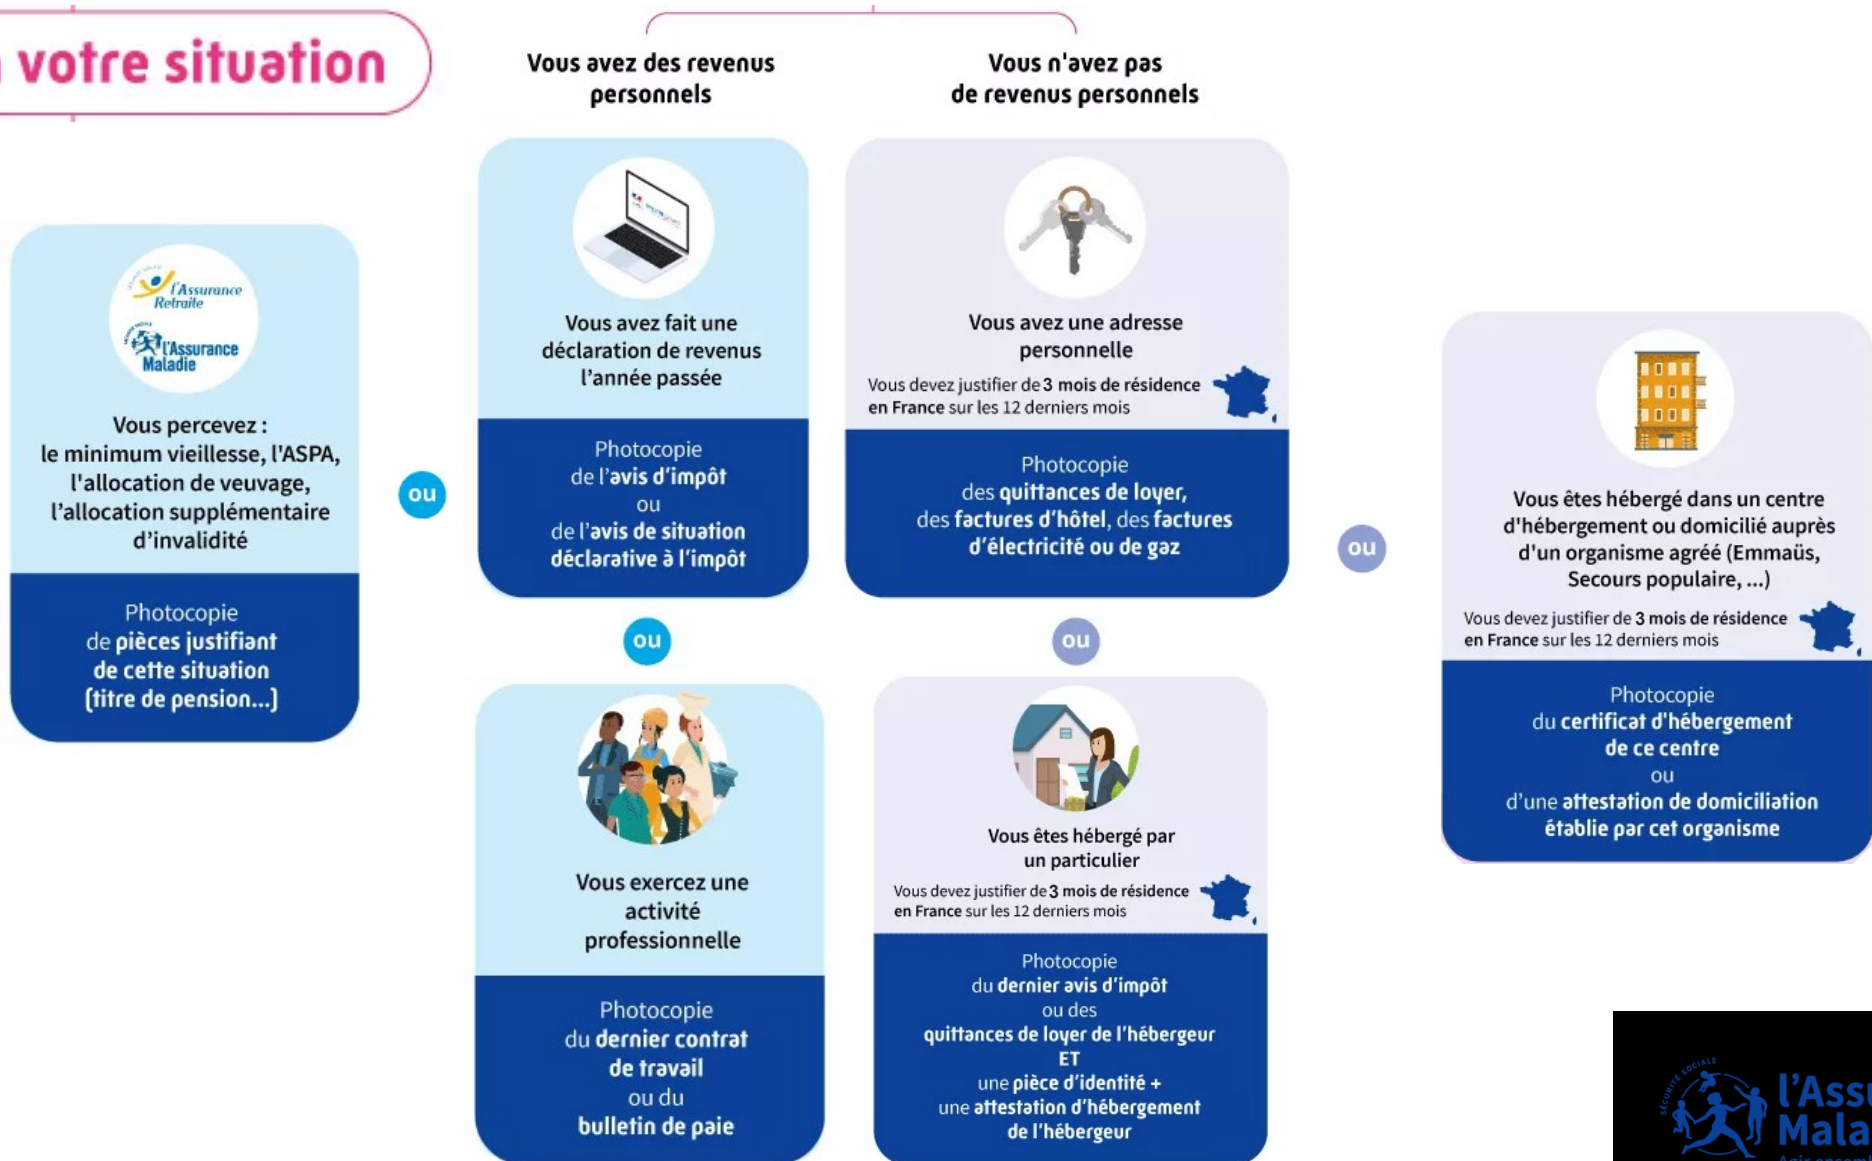 votre situation
Vous avez des revenus
personnels
Vous n'avez pas
de revenus personnels
l'Assurance
Retraite
l'Assurance
Maladie
Vous percevez :
le minimum vieillesse, l'ASPA,
l'allocation de veuvage,
l'allocation supplémentaire
d'invalidité
Photocopie
de pièces justifiant
de cette situation
(titre de pension...)
ou
Vous avez fait une
déclaration de revenus
l'année passée
Photocopie
de l'avis d'impôt
ou
de l'avis de situation
déclarative à l'impôt
ou
Vous exercez une
activité
professionnelle
Photocopie
du dernier contrat
de travail
ou du
bulletin de paie
Vous avez une adresse
personnelle
Vous devez justifier de 3 mois de résidence
en France sur les 12 derniers mois
Photocopie
des quittances de loyer,
des factures d'hôtel, des factures
d'électricité ou de gaz
ou
Vous êtes hébergé par
un particulier
Vous devez justifier de 3 mois de résidence
en France sur les 12 derniers mois
Photocopie
du dernier avis d'impôt
ou des
quittances de loyer de l'hébergeur
ET
une pièce d'identité +
une attestation d'hébergement
de l'hébergeur
ou
Vous êtes hébergé dans un centre
d'hébergement ou domicilié auprès
d'un organisme agréé (Emmaüs,
Secours populaire, ...)
Vous devez justifier de 3 mois de résidence
en France sur les 12 derniers mois
Photocopie
du certificat d'hébergement
de ce centre
ou
d'une attestation de domiciliation
établie par cet organisme
SÉCURITÉ SOCIALE
l'Assu
Mala